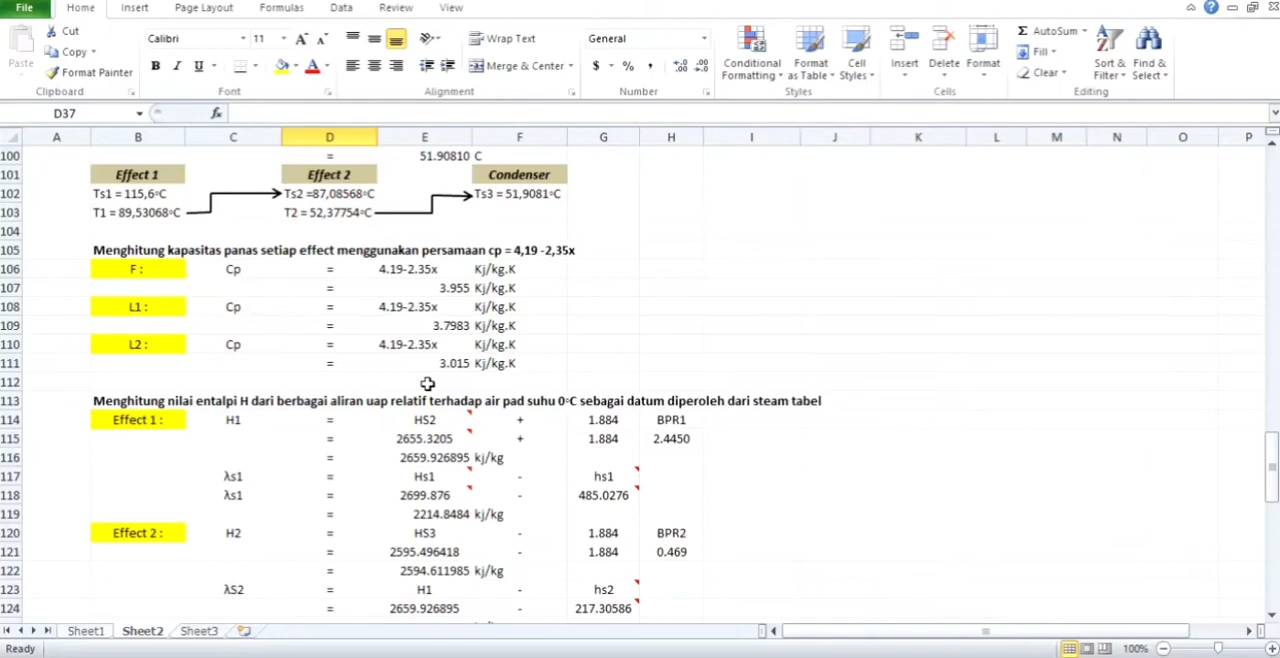 File Home Insert Page Layout Formulas Data Review View
Cut Calibri 11 Wrap Text General AutoSum
Copy Fill
Paste Format Painter B I U Merge & Center $ % , Conditional Formatting Format as Table Cell Styles Insert Delete Format Clear Sort & Filter Find & Select
Clipboard Font Alignment Number Styles Cells Editing
D37 fx
A B C D E F G H I J K L M N O P
100 = 51.90810 C
101 Effect 1 Effect 2 Condenser
102 Ts1 = 115,6◦C Ts2 =87,08568◦C Ts3 = 51,9081◦C
103 T1 = 89,53068◦C T2 = 52,37754◦C
104
105 Menghitung kapasitas panas setiap effect menggunakan persamaan cp = 4,19 -2,35x
106 F : Cp = 4.19-2.35x Kj/kg.K
107 = 3.955 Kj/kg.K
108 L1 : Cp = 4.19-2.35x Kj/kg.K
109 = 3.7983 Kj/kg.K
110 L2 : Cp = 4.19-2.35x Kj/kg.K
111 = 3.015 Kj/kg.K
112
113 Menghitung nilai entalpi H dari berbagai aliran uap relatif terhadap air pad suhu 0◦C sebagai datum diperoleh dari steam tabel
114 Effect 1 : H1 = HS2 + 1.884 BPR1
115 = 2655.3205 + 1.884 2.4450
116 = 2659.926895 kj/kg
117 λs1 = Hs1 - hs1
118 λs1 = 2699.876 - 485.0276
119 = 2214.8484 kj/kg
120 Effect 2 : H2 = HS3 - 1.884 BPR2
121 = 2595.496418 - 1.884 0.469
122 = 2594.611985 kj/kg
123 λS2 = H1 - hs2
124 = 2659.926895 - 217.30586
Sheet1 Sheet2 Sheet3
Ready 100%